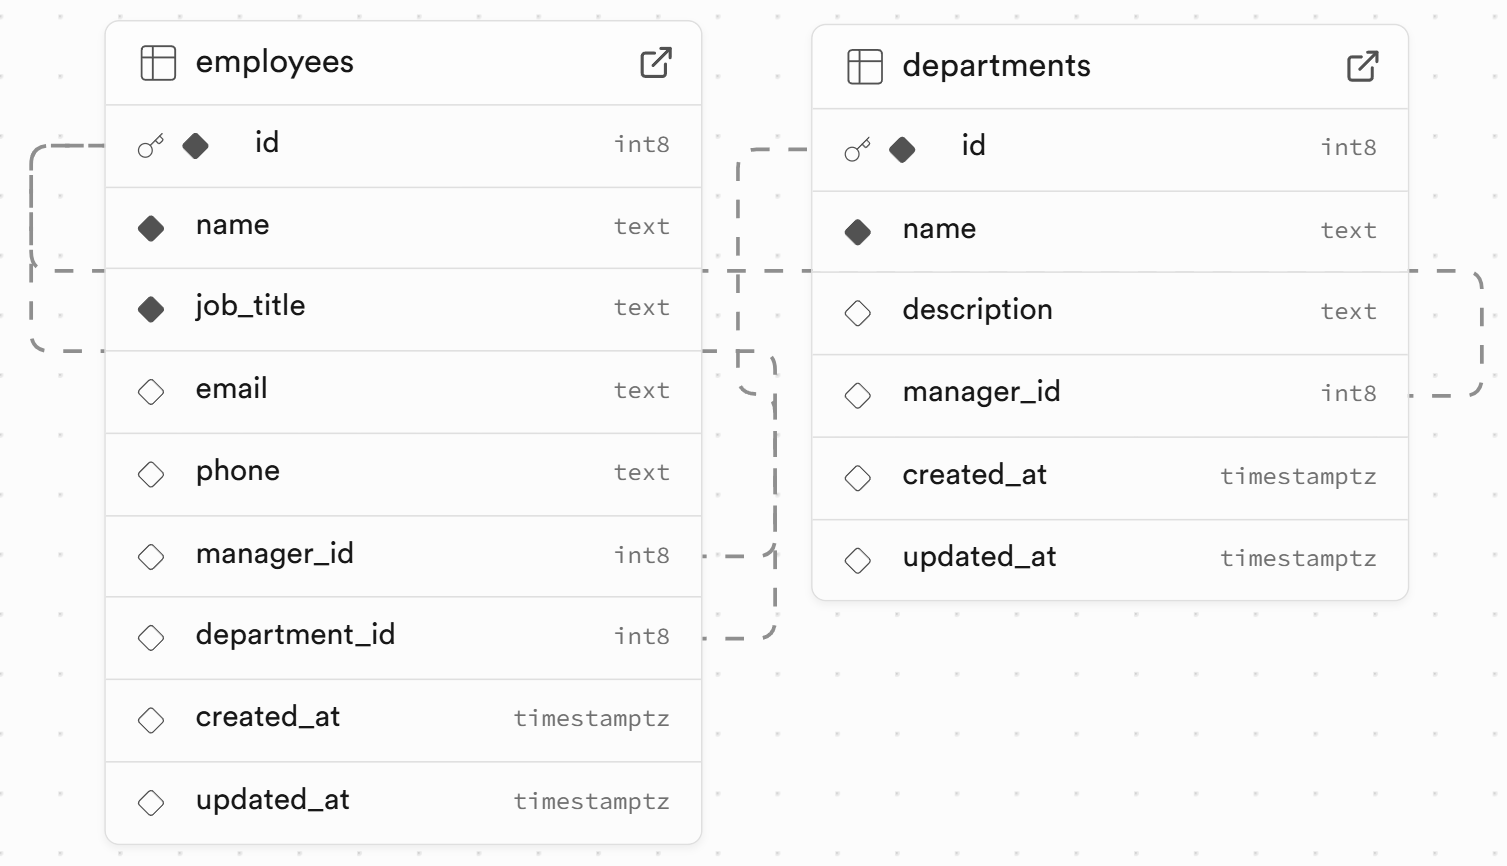 employees
id int8
name text
job_title text
email text
phone text
manager_id int8
department_id int8
created_at timestamptz
updated_at timestamptz
departments
id int8
name text
description text
manager_id int8
created_at timestamptz
updated_at timestamptz